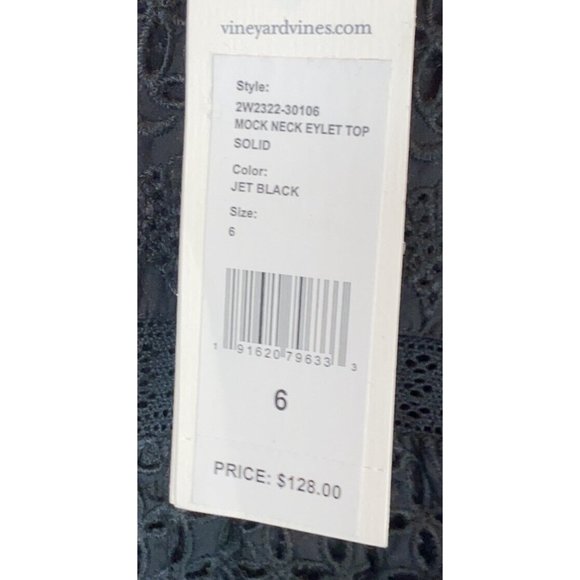 vineyardvines.com
Style:
2W2322-30106
MOCK NECK EYLET TOP
SOLID
Color:
JET BLACK
Size:
6
1 91620 79633 3
6
PRICE: $128.00